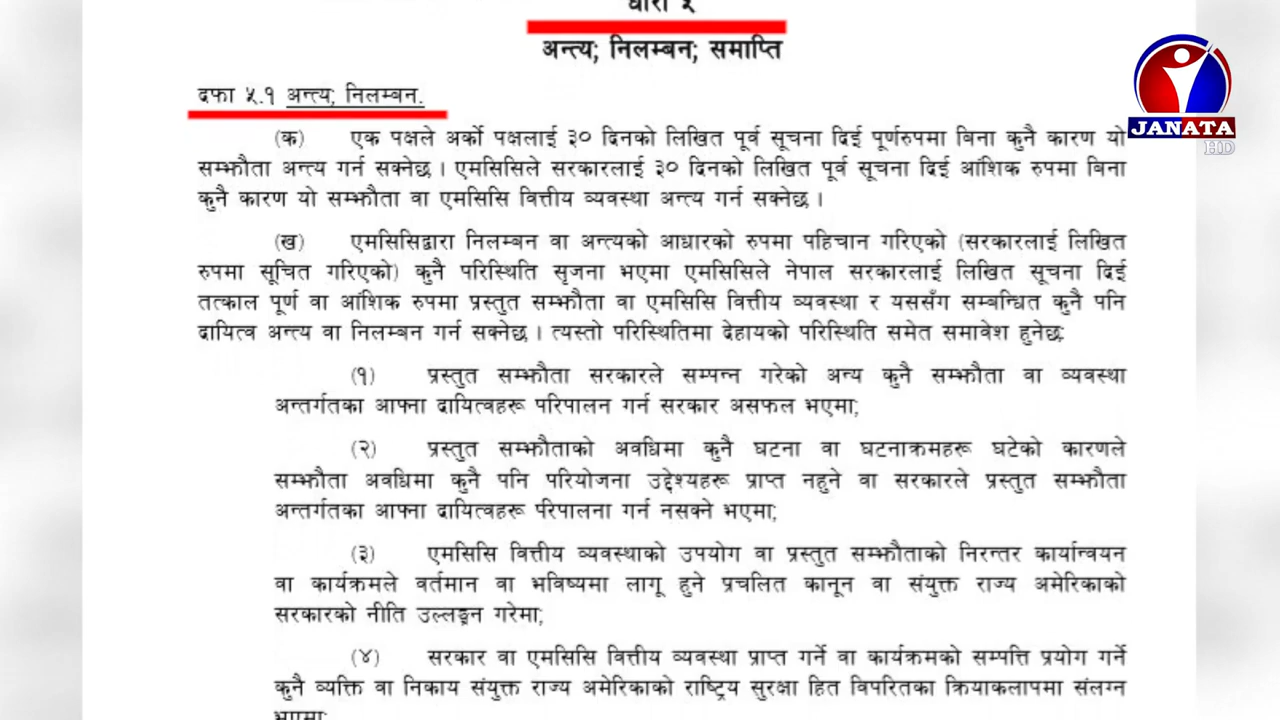 धारा ५
अन्त्य; निलम्बन; समाप्ति
दफा ५.१ अन्त्य; निलम्बन.
(क) एक पक्षले अर्को पक्षलाई ३० दिनको लिखित पूर्व सूचना दिई पूर्णरुपमा बिना कुनै कारण यो
सम्झौता अन्त्य गर्न सक्नेछ । एमसिसिले सरकारलाई ३० दिनको लिखित पूर्व सूचना दिई आंशिक रुपमा बिना
कुनै कारण यो सम्झौता वा एमसिसि वित्तीय व्यवस्था अन्त्य गर्न सक्नेछ ।
(ख) एमसिसिद्वारा निलम्बन वा अन्त्यको आधारको रुपमा पहिचान गरिएको (सरकारलाई लिखित
रुपमा सूचित गरिएको) कुनै परिस्थिति सृजना भएमा एमसिसिले नेपाल सरकारलाई लिखित सूचना दिई
तत्काल पूर्ण वा आंशिक रुपमा प्रस्तुत सम्झौता वा एमसिसि वित्तीय व्यवस्था र यससँग सम्बन्धित कुनै पनि
दायित्व अन्त्य वा निलम्बन गर्न सक्नेछ । त्यस्तो परिस्थितिमा देहायको परिस्थिति समेत समावेश हुनेछः
(१) प्रस्तुत सम्झौता सरकारले सम्पन्न गरेको अन्य कुनै सम्झौता वा व्यवस्था
अन्तर्गतका आफ्ना दायित्वहरू परिपालन गर्न सरकार असफल भएमा;
(२) प्रस्तुत सम्झौताको अवधिमा कुनै घटना वा घटनाक्रमहरू घटेको कारणले
सम्झौता अवधिमा कुनै पनि परियोजना उद्देश्यहरू प्राप्त नहुने वा सरकारले प्रस्तुत सम्झौता
अन्तर्गतका आफ्ना दायित्वहरू परिपालना गर्न नसक्ने भएमा;
(३) एमसिसि वित्तीय व्यवस्थाको उपयोग वा प्रस्तुत सम्झौताको निरन्तर कार्यान्वयन
वा कार्यक्रमले वर्तमान वा भविष्यमा लागू हुने प्रचलित कानून वा संयुक्त राज्य अमेरिकाको
सरकारको नीति उल्लङ्घन गरेमा;
(४) सरकार वा एमसिसि वित्तीय व्यवस्था प्राप्त गर्ने वा कार्यक्रमको सम्पत्ति प्रयोग गर्ने
कुनै व्यक्ति वा निकाय संयुक्त राज्य अमेरिकाको राष्ट्रिय सुरक्षा हित विपरितका क्रियाकलापमा संलग्न
भएमा;
JANATA
HD